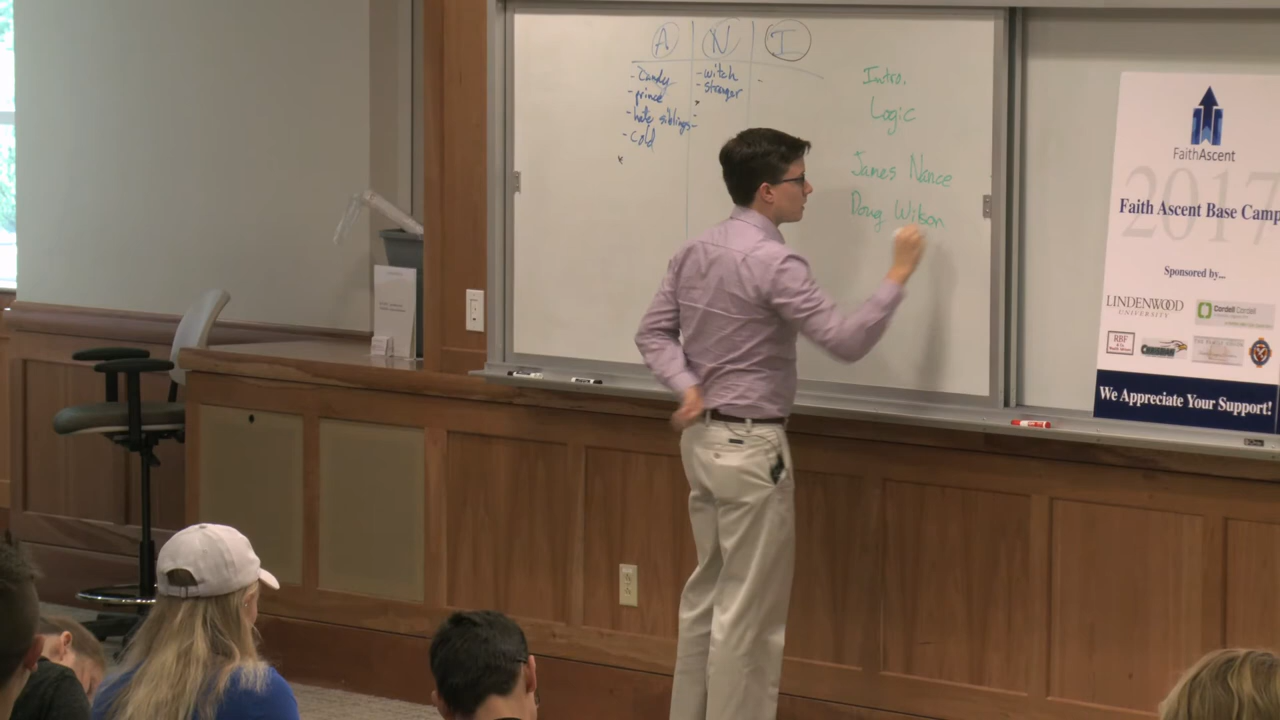 A N I
- Candy
- prince
- hate siblings
- cold
- witch
- stranger
-
Intro.
Logic
James Nance
Doug Wilson
FaithAscent
2017
Faith Ascent Base Camp
Sponsored by...
LINDENWOOD
UNIVERSITY
Cordell Cordell
RBF
We Appreciate Your Support!